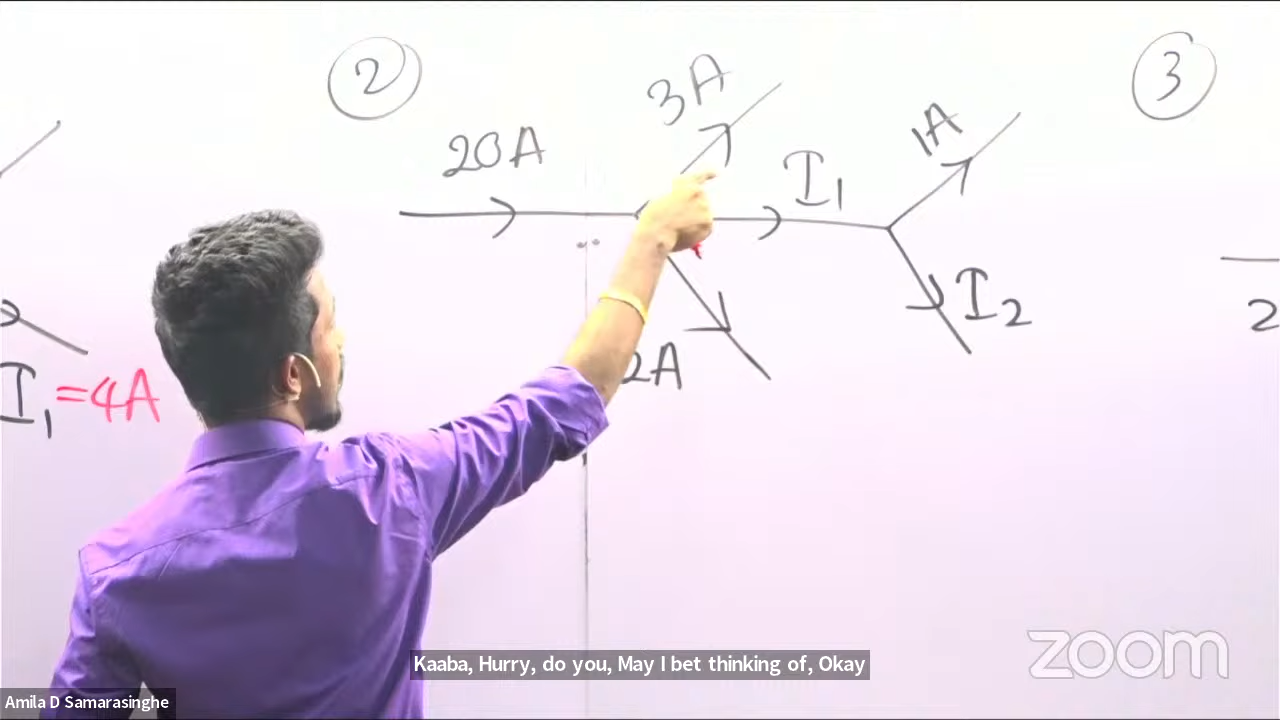 2
3
20A
3A
I1
1A
I2
2A
2
I1 =4A
zoom
Kaaba, Hurry, do you, May I bet thinking of, Okay
Amila D Samarasinghe